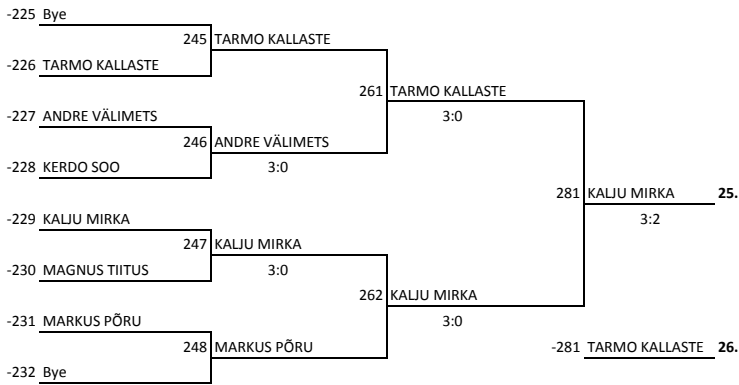 -225 Bye
245 TARMO KALLASTE
-226 TARMO KALLASTE
261 TARMO KALLASTE
-227 ANDRE VÄLIMETS
3:0
246 ANDRE VÄLIMETS
-228 KERDO SOO
3:0
281 KALJU MIRKA 25.
-229 KALJU MIRKA
3:2
247 KALJU MIRKA
-230 MAGNUS TIITUS
3:0
262 KALJU MIRKA
-231 MARKUS PÕRU
3:0
248 MARKUS PÕRU
-281 TARMO KALLASTE 26.
-232 Bye